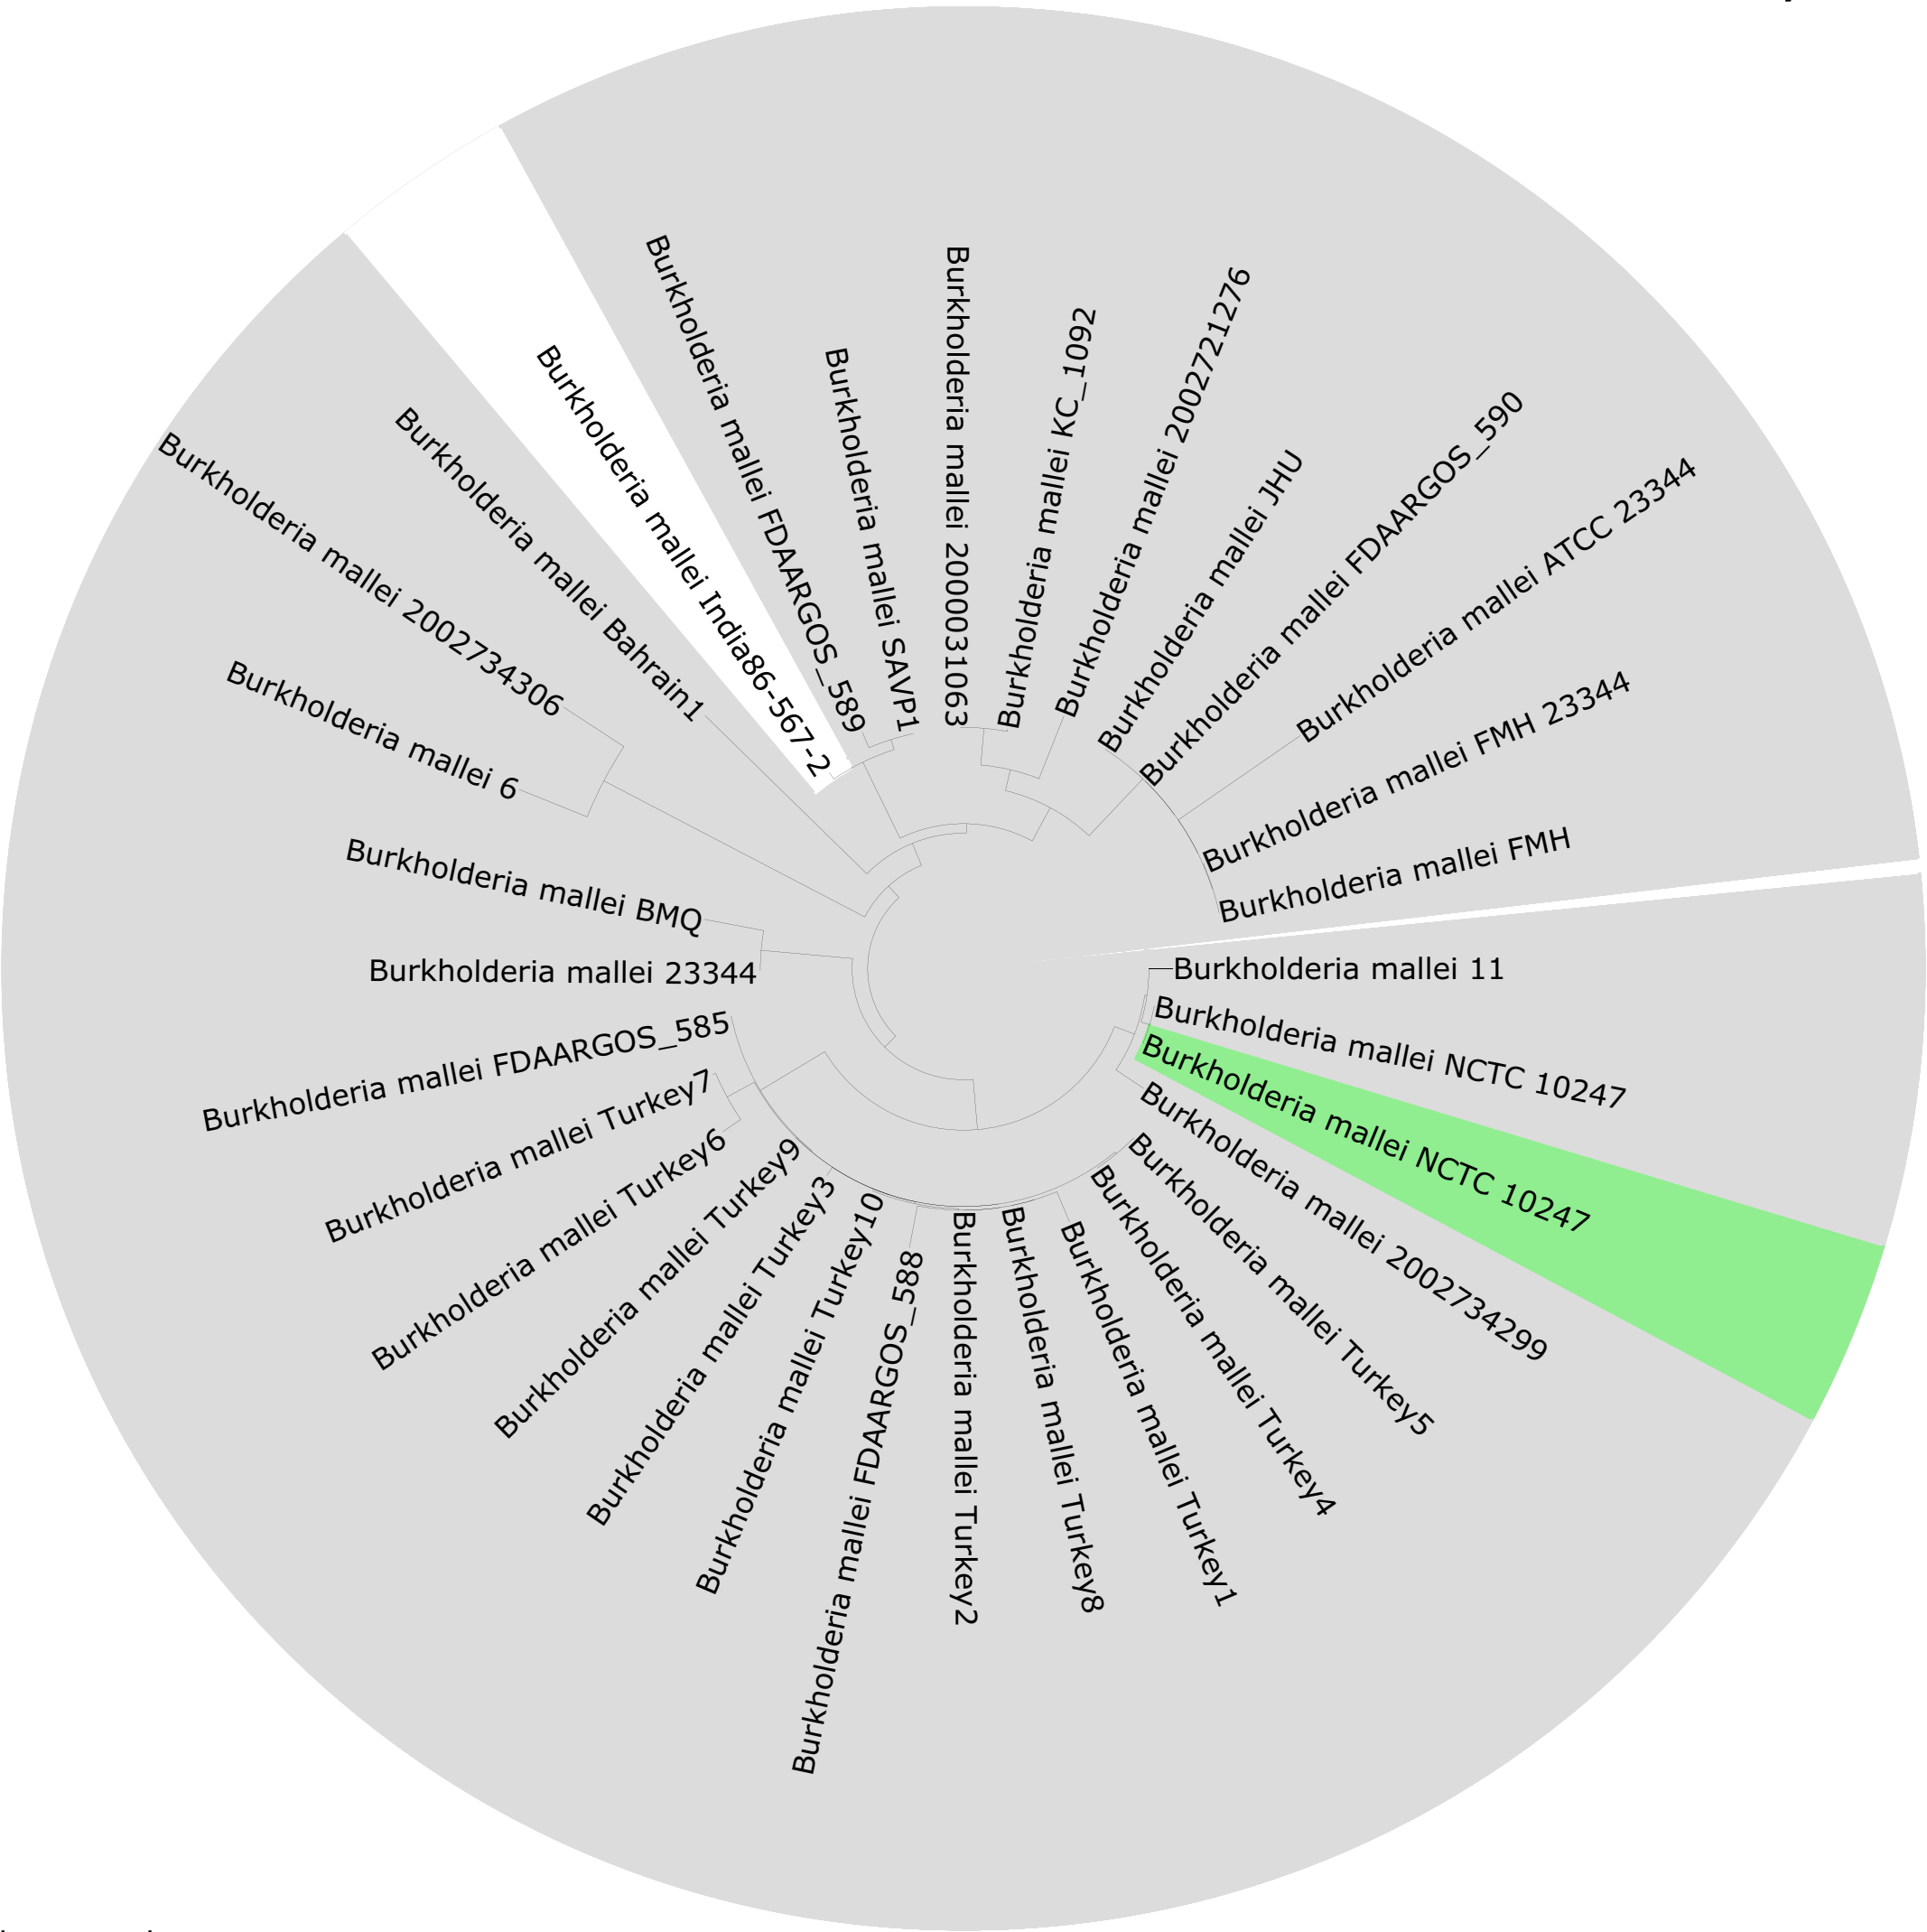 Burkholderia mallei FDAARGOS_589
Burkholderia mallei SAVP1
Burkholderia mallei 2000031063
Burkholderia mallei KC_1092
Burkholderia mallei 2002721276
Burkholderia mallei JHU
Burkholderia mallei FDAARGOS_590
Burkholderia mallei ATCC 23344
Burkholderia mallei FMH 23344
Burkholderia mallei FMH
Burkholderia mallei 11
Burkholderia mallei NCTC 10247
Burkholderia mallei NCTC 10247
Burkholderia mallei 2002734299
Burkholderia mallei Turkey5
Burkholderia mallei Turkey4
Burkholderia mallei Turkey1
Burkholderia mallei Turkey8
Burkholderia mallei Turkey2
Burkholderia mallei FDAARGOS_588
Burkholderia mallei Turkey10
Burkholderia mallei Turkey3
Burkholderia mallei Turkey9
Burkholderia mallei Turkey6
Burkholderia mallei Turkey7
Burkholderia mallei FDAARGOS_585
Burkholderia mallei 23344
Burkholderia mallei BMQ
Burkholderia mallei 6
Burkholderia mallei 2002734306
Burkholderia mallei Bahrain1
Burkholderia mallei India86-567-2